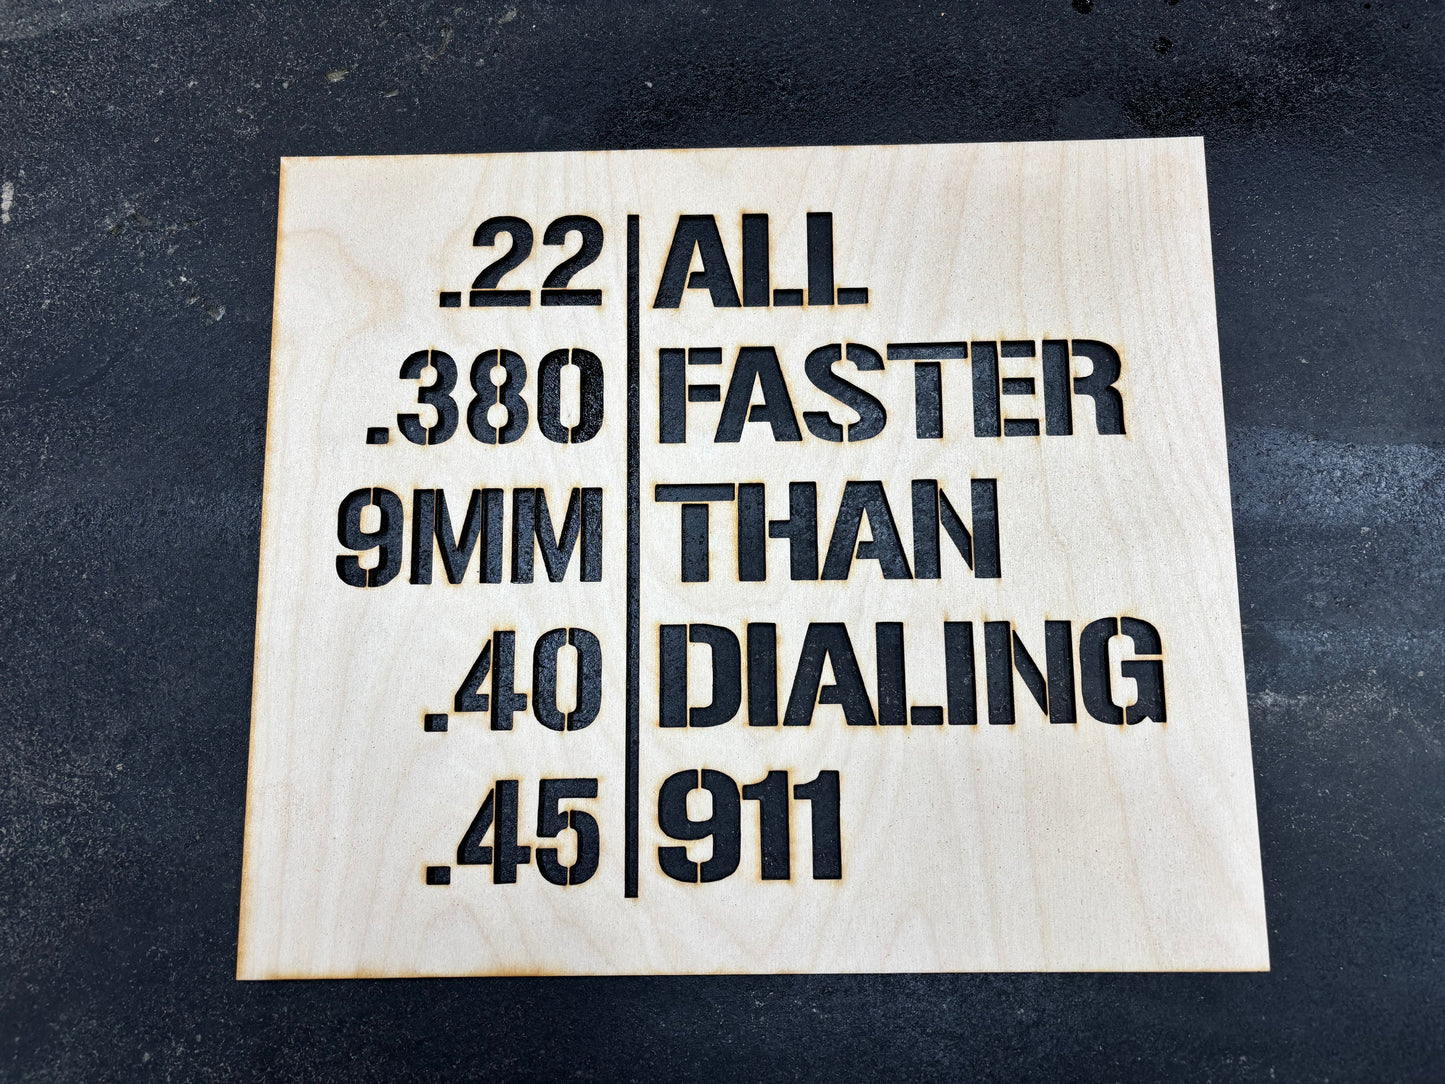 .22 ALL
.380 FASTER
9MM THAN
.40 DIALING
.45 911